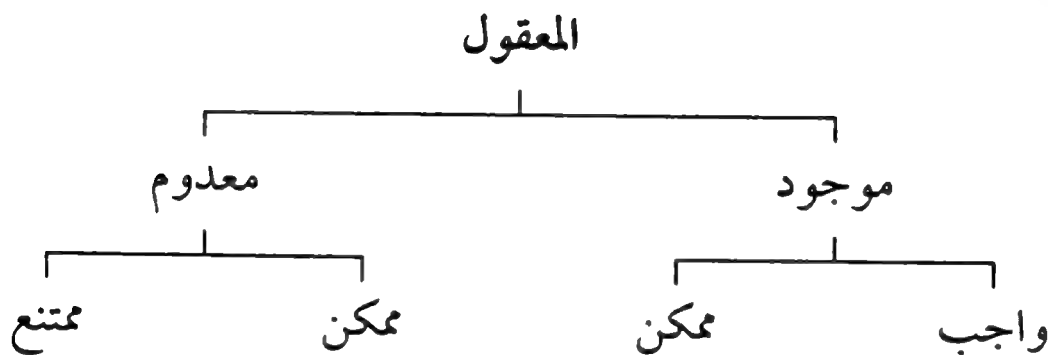 المعقول
موجود معدوم
واجب ممكن ممكن ممتنع